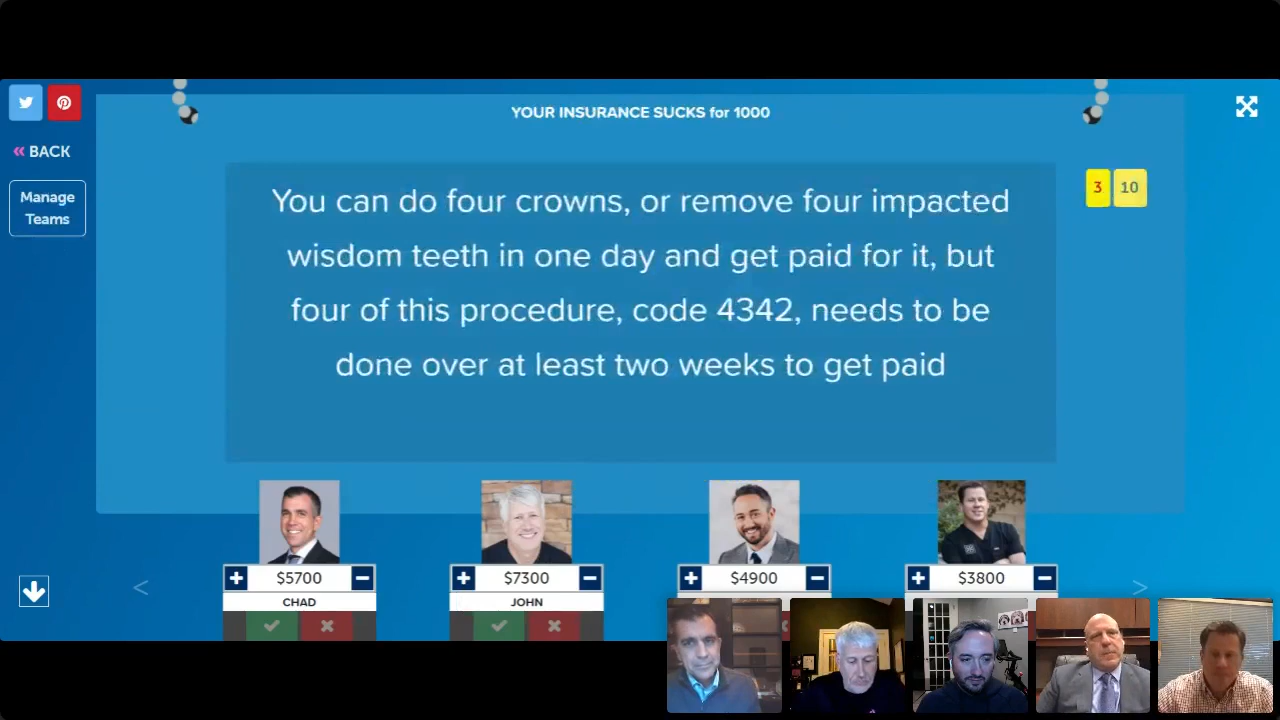 YOUR INSURANCE SUCKS for 1000
« BACK
Manage
Teams
3 10
You can do four crowns, or remove four impacted
wisdom teeth in one day and get paid for it, but
four of this procedure, code 4342, needs to be
done over at least two weeks to get paid
+ $5700 − + $7300 − + $4900 − + $3800 −
CHAD JOHN